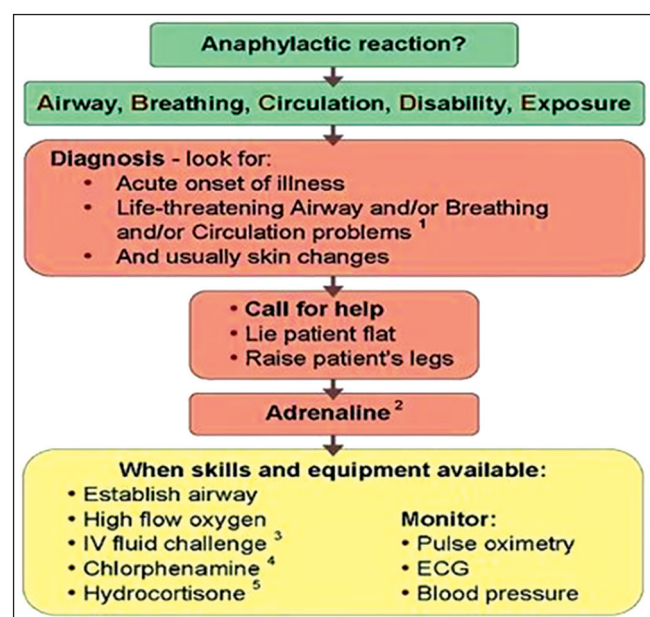 Anaphylactic reaction?
Airway, Breathing, Circulation, Disability, Exposure
Diagnosis - look for:
• Acute onset of illness
• Life-threatening Airway and/or Breathing
and/or Circulation problems 1
• And usually skin changes
• Call for help
• Lie patient flat
• Raise patient's legs
Adrenaline 2
When skills and equipment available:
• Establish airway
• High flow oxygen
• IV fluid challenge 3
• Chlorphenamine 4
• Hydrocortisone 5
Monitor:
• Pulse oximetry
• ECG
• Blood pressure